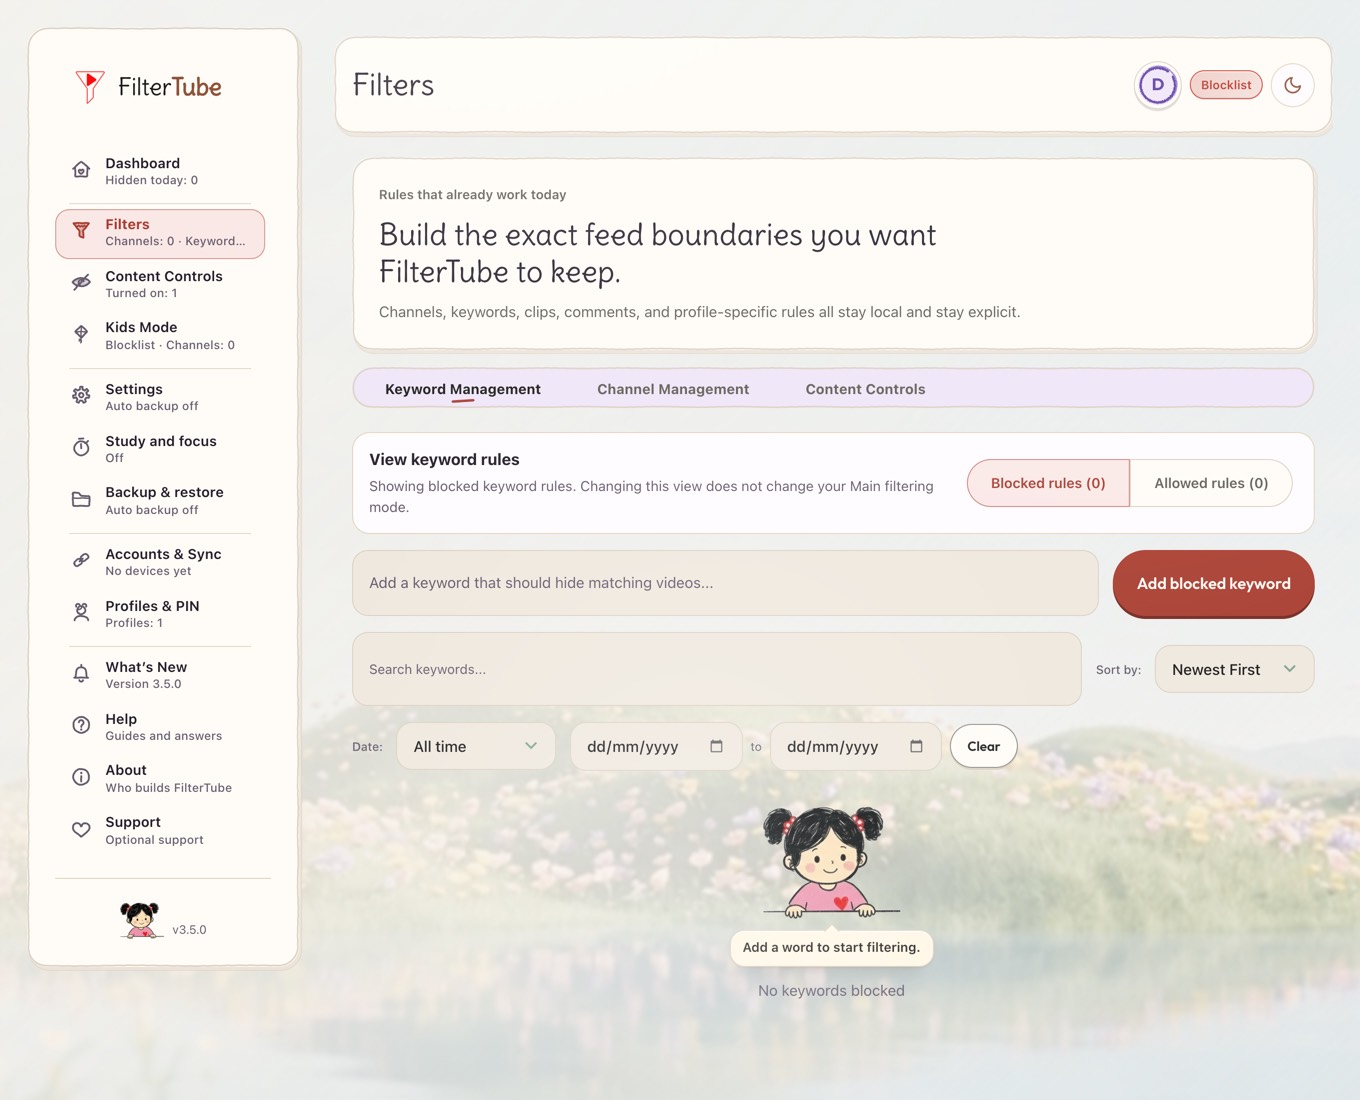 FilterTube
Dashboard
Hidden today: 0
Filters
Channels: 0 · Keyword...
Content Controls
Turned on: 1
Kids Mode
Blocklist · Channels: 0
Settings
Auto backup off
Study and focus
Off
Backup & restore
Auto backup off
Accounts & Sync
No devices yet
Profiles & PIN
Profiles: 1
What's New
Version 3.5.0
Help
Guides and answers
About
Who builds FilterTube
Support
Optional support
v3.5.0
Filters
D
Blocklist
Rules that already work today
Build the exact feed boundaries you want
FilterTube to keep.
Channels, keywords, clips, comments, and profile-specific rules all stay local and stay explicit.
Keyword Management
Channel Management
Content Controls
View keyword rules
Showing blocked keyword rules. Changing this view does not change your Main filtering
mode.
Blocked rules (0)
Allowed rules (0)
Add a keyword that should hide matching videos...
Add blocked keyword
Search keywords...
Sort by:
Newest First
Date:
All time
dd/mm/yyyy
to
dd/mm/yyyy
Clear
Add a word to start filtering.
No keywords blocked